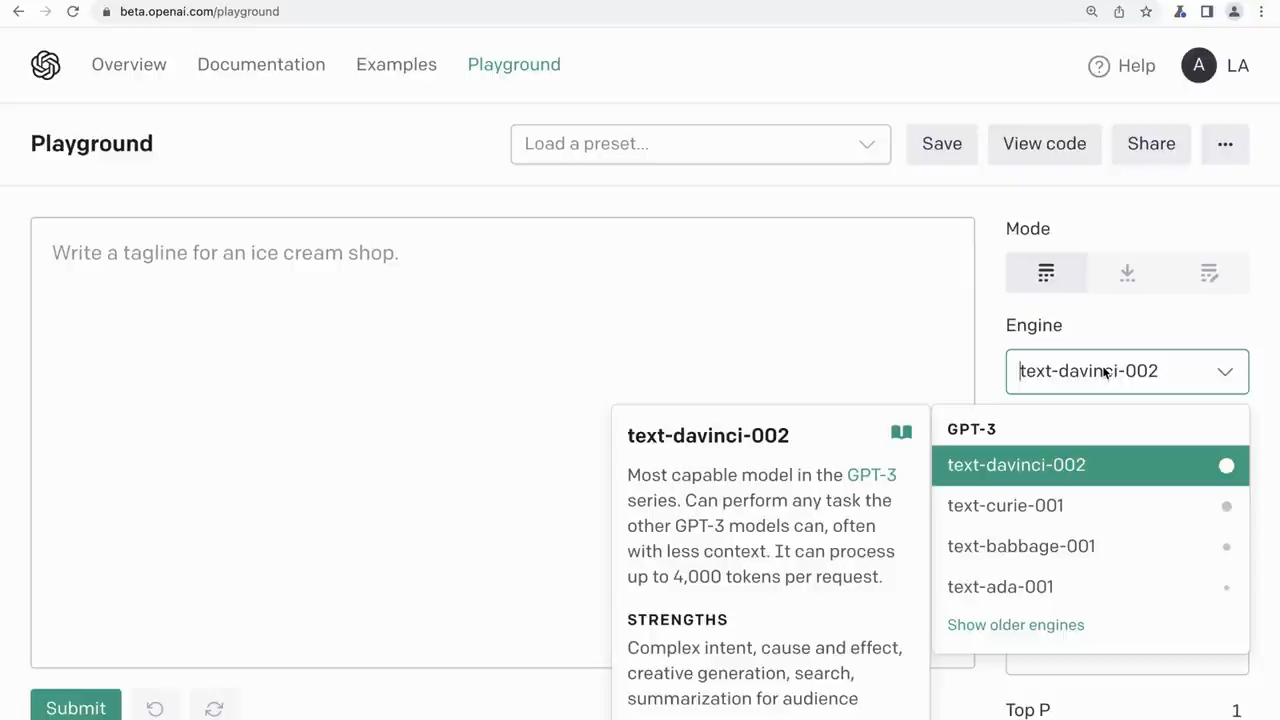 beta.openai.com/playground
Overview Documentation Examples Playground Help A LA
Playground Load a preset... Save View code Share
Write a tagline for an ice cream shop.
Mode
Engine
text-davinci-002
text-davinci-002
Most capable model in the GPT-3
series. Can perform any task the
other GPT-3 models can, often
with less context. It can process
up to 4,000 tokens per request.
STRENGTHS
Complex intent, cause and effect,
creative generation, search,
summarization for audience
GPT-3
text-davinci-002
text-curie-001
text-babbage-001
text-ada-001
Show older engines
Submit
Top P 1